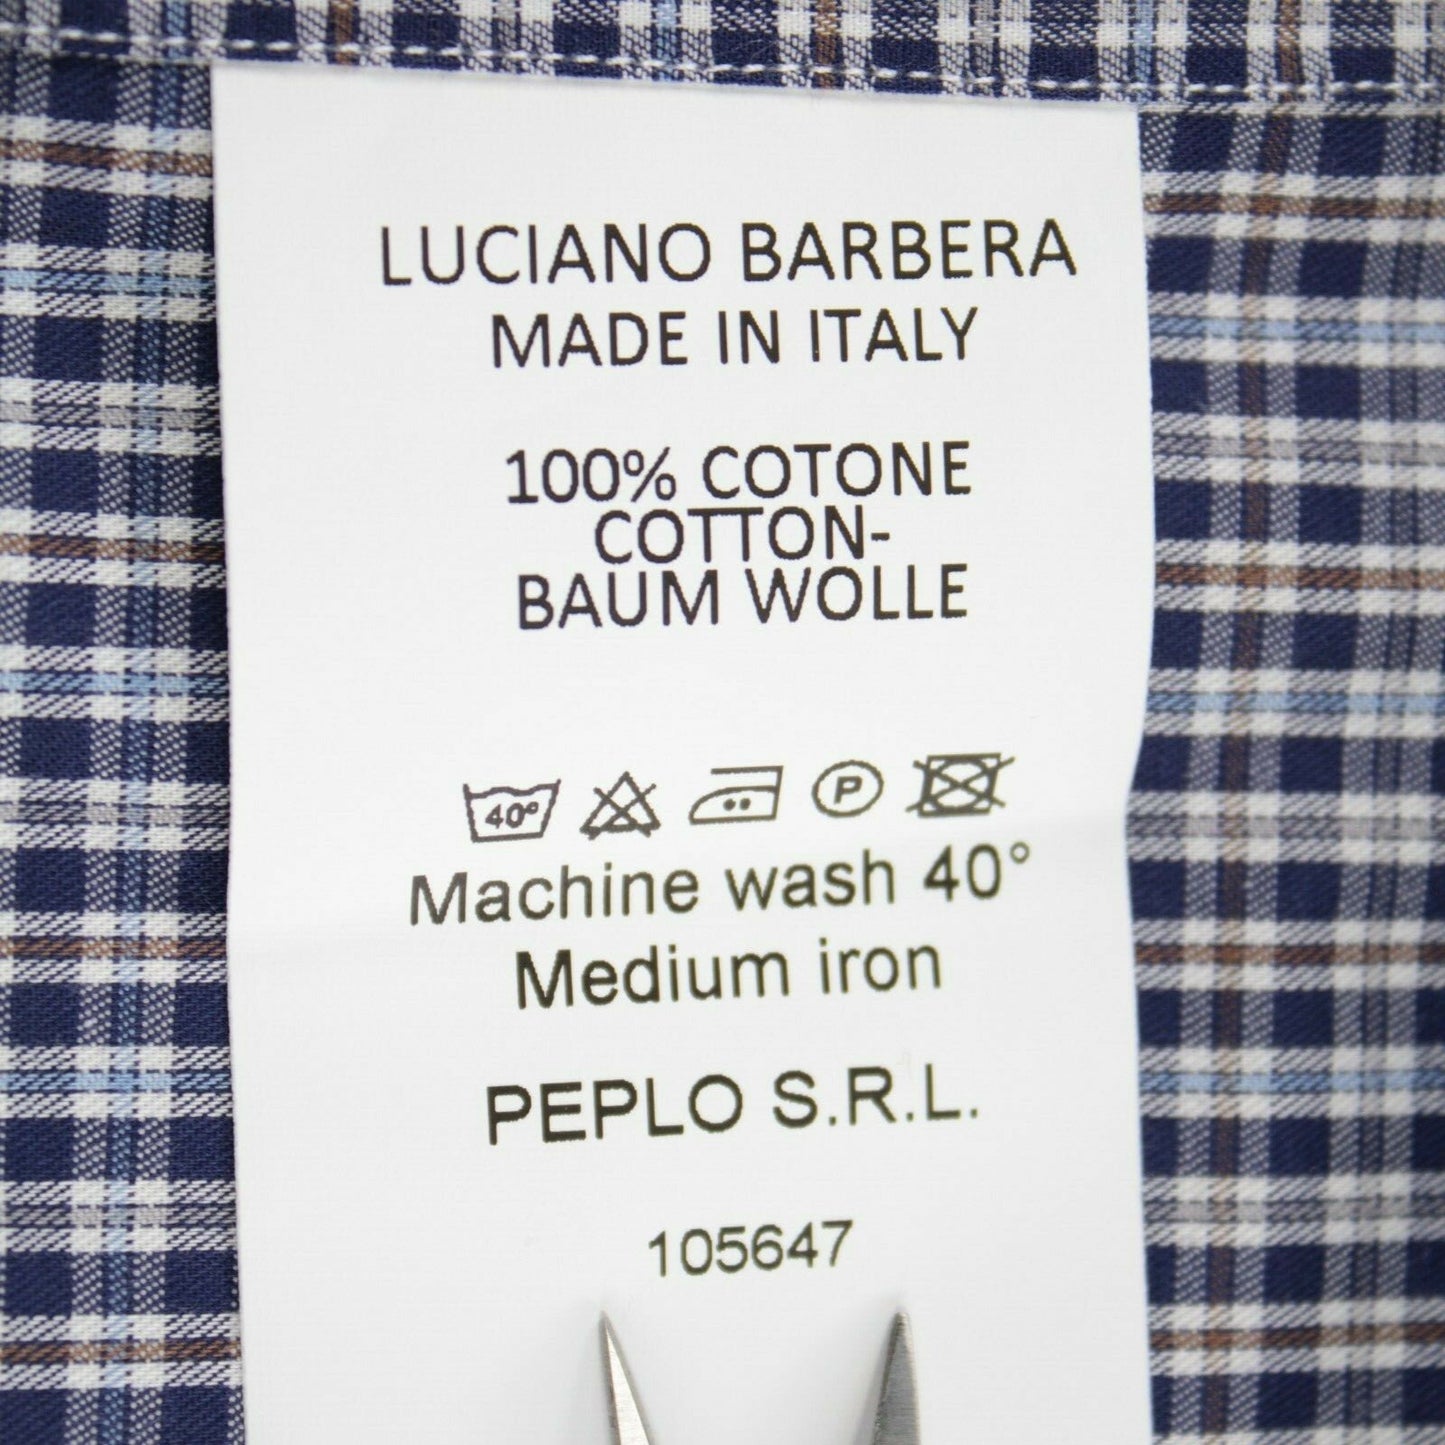 LUCIANO BARBERA
MADE IN ITALY
100% COTONE
COTTON-
BAUM WOLLE
40° P
Machine wash 40°
Medium iron
PEPLO S.R.L.
105647